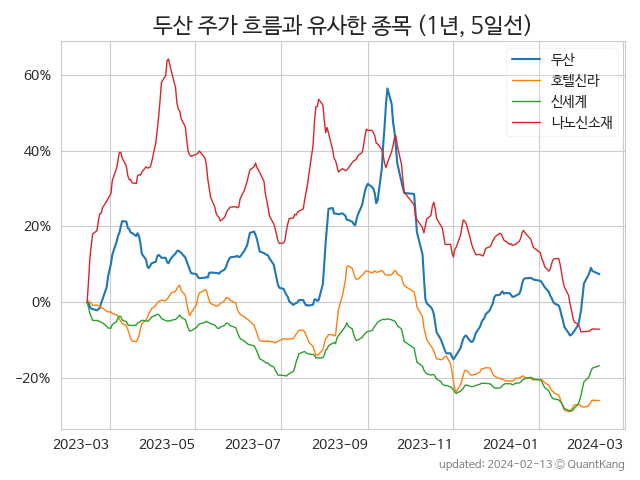 두산 주가 흐름과 유사한 종목 (1년, 5일선)
두산
호텔신라
신세계
나노신소재
60%
40%
20%
0%
−20%
2023-03 2023-05 2023-07 2023-09 2023-11 2024-01 2024-03
updated: 2024-02-13 © QuantKang